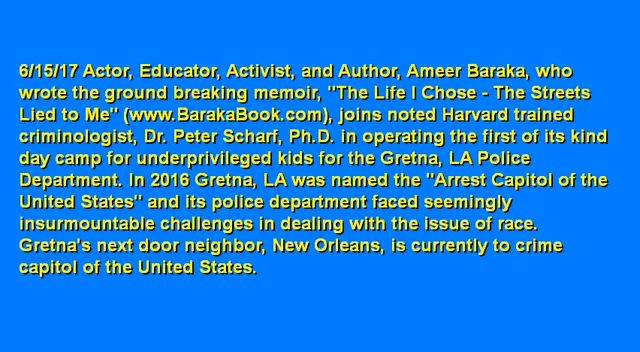 6/15/17 Actor, Educator, Activist, and Author, Ameer Baraka, who
wrote the ground breaking memoir, "The Life I Chose - The Streets
Lied to Me" (www.BarakaBook.com), joins noted Harvard trained
criminologist, Dr. Peter Scharf, Ph.D. in operating the first of its kind
day camp for underprivileged kids for the Gretna, LA Police
Department. In 2016 Gretna, LA was named the "Arrest Capitol of the
United States" and its police department faced seemingly
insurmountable challenges in dealing with the issue of race.
Gretna's next door neighbor, New Orleans, is currently to crime
capitol of the United States.